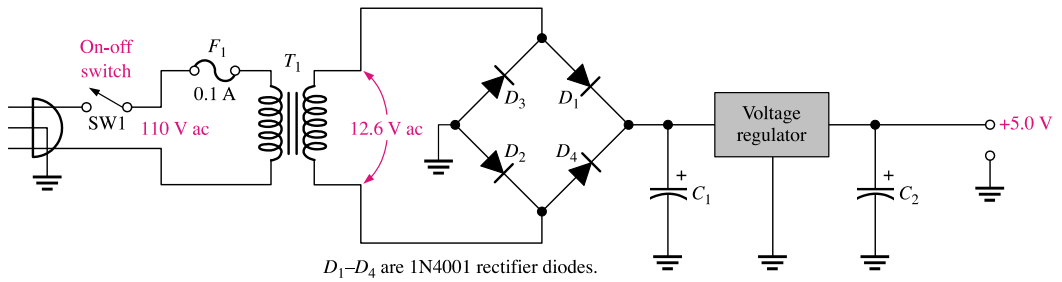 On-off
switch
SW1
110 V ac
F₁
0.1 A
T₁
12.6 V ac
D₃
D₁
D₂
D₄
+
C₁
Voltage
regulator
+
C₂
+5.0 V
D₁–D₄ are 1N4001 rectifier diodes.